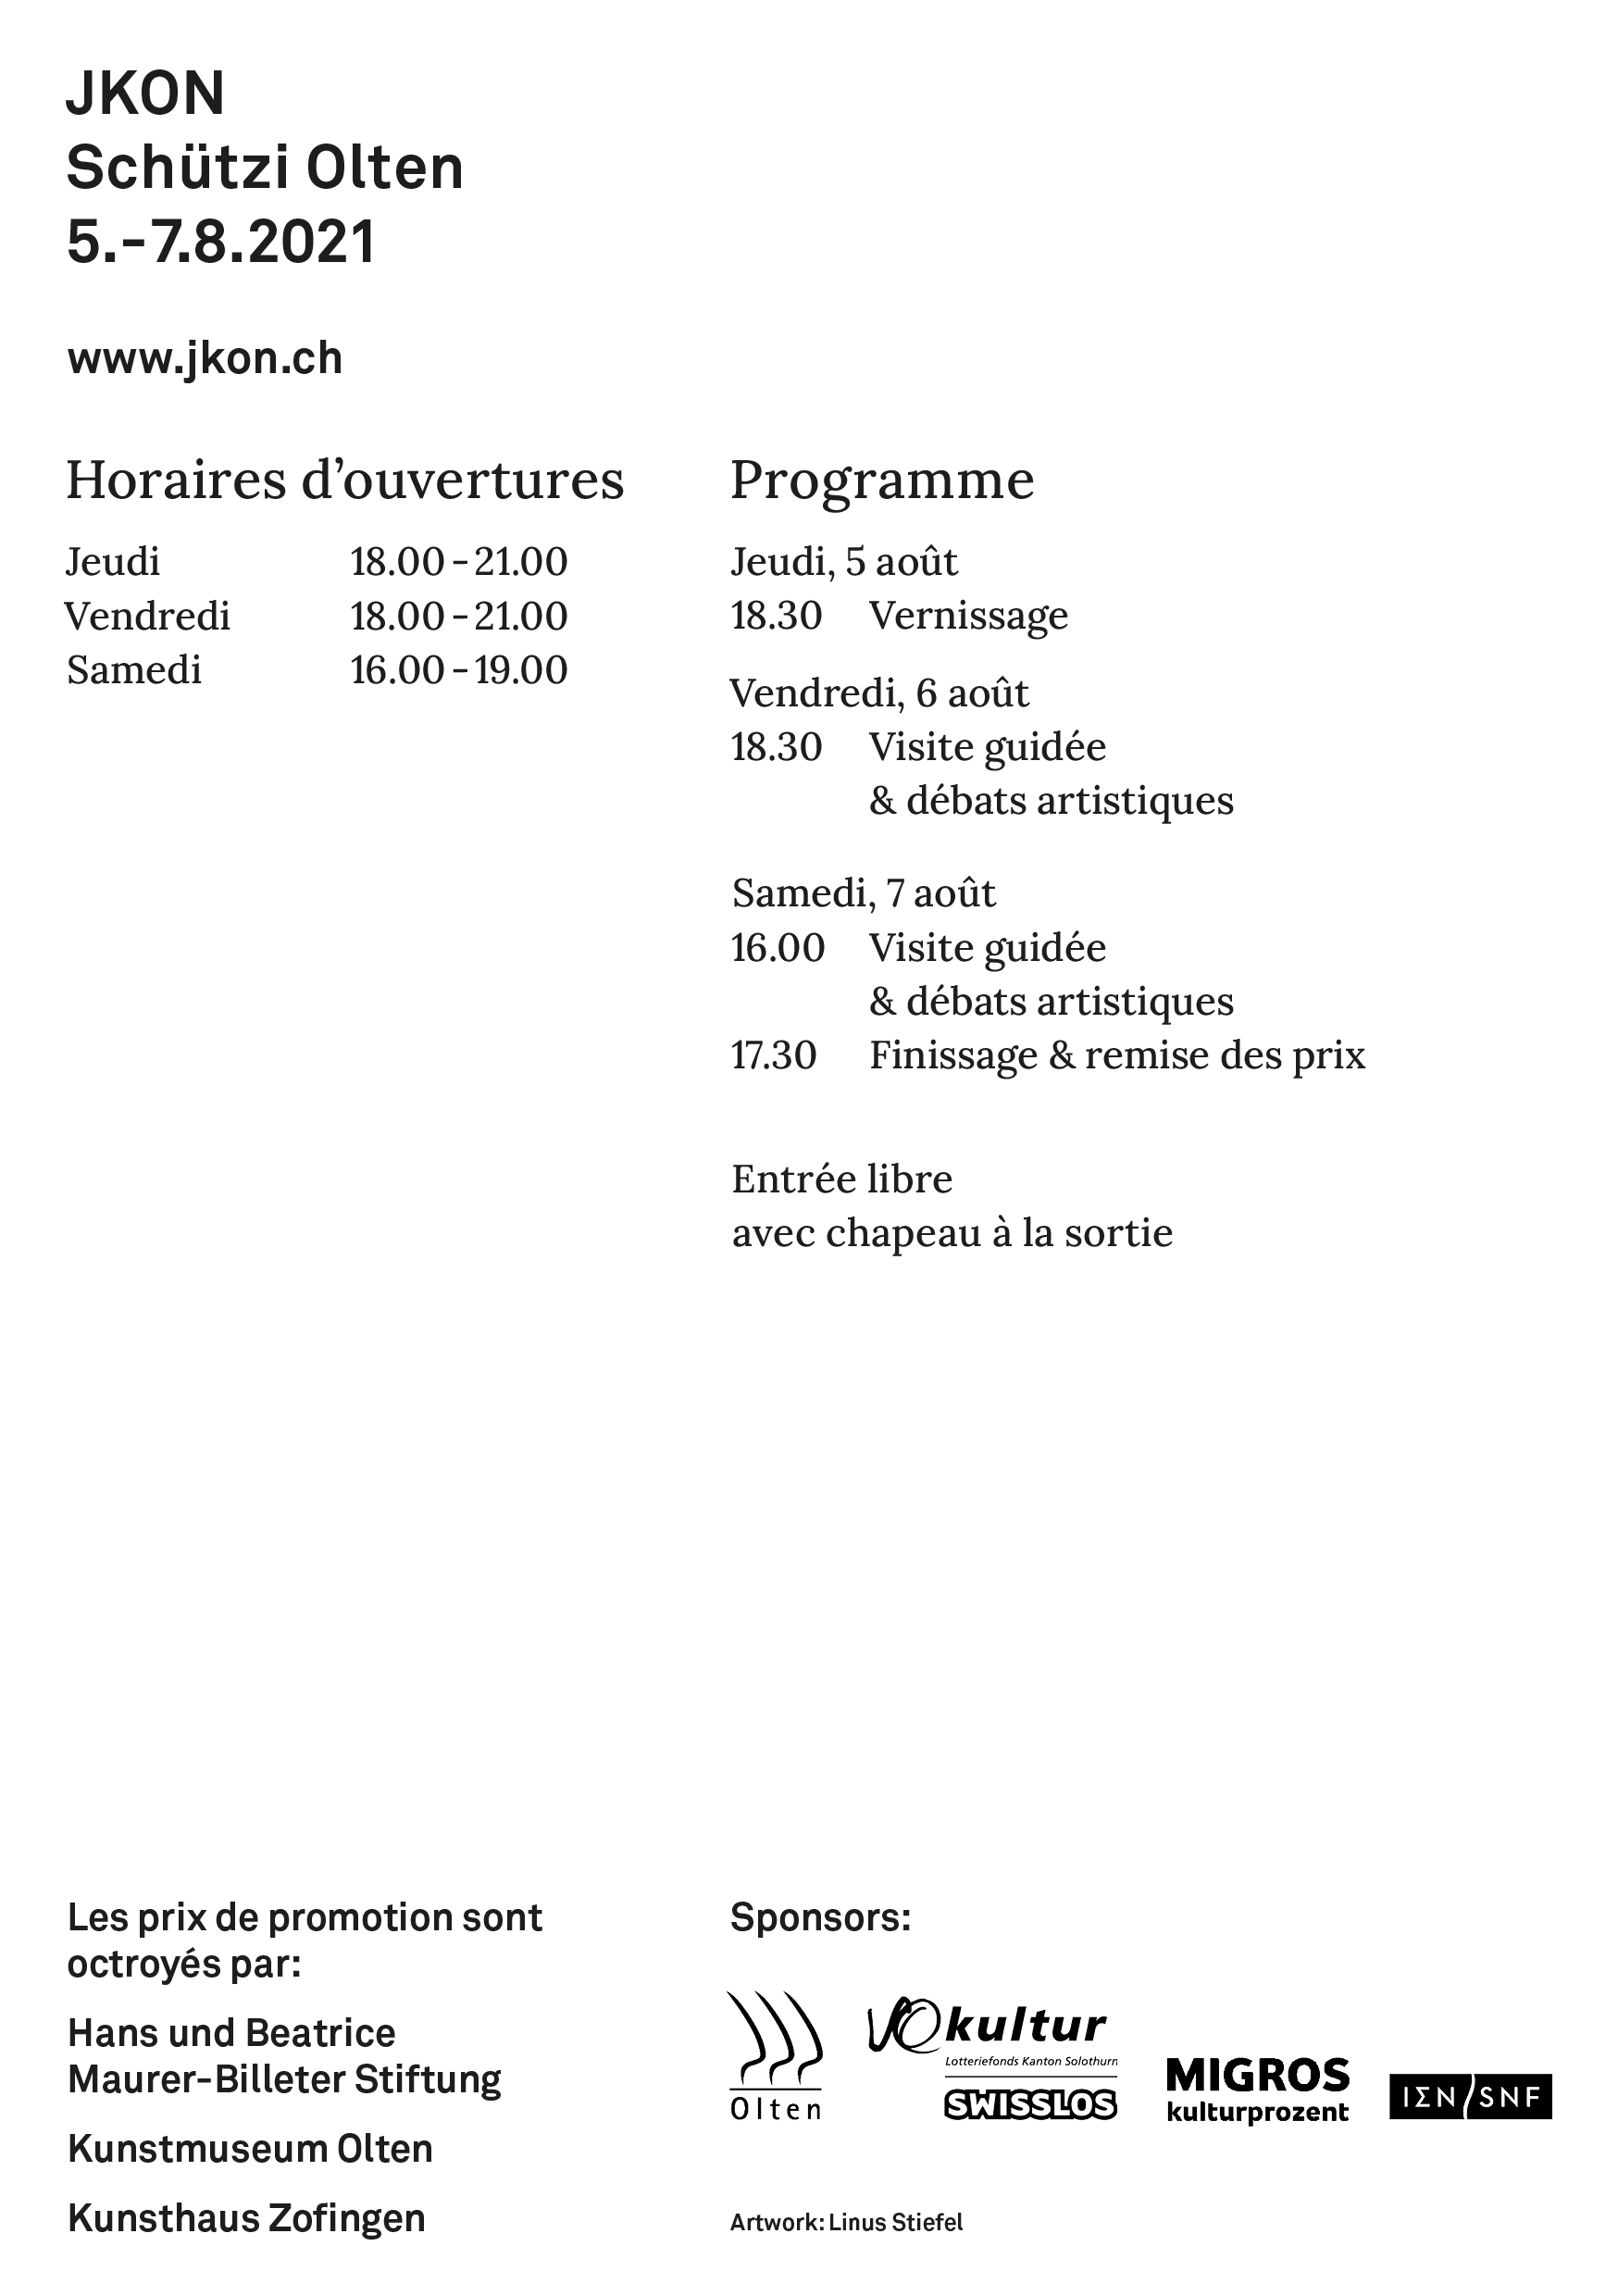 JKON
Schützi Olten
5.–7.8.2021
www.jkon.ch
Horaires d’ouvertures
Jeudi 18.00 – 21.00
Vendredi 18.00 – 21.00
Samedi 16.00 – 19.00
Programme
Jeudi, 5 août
18.30 Vernissage
Vendredi, 6 août
18.30 Visite guidée
& débats artistiques
Samedi, 7 août
16.00 Visite guidée
& débats artistiques
17.30 Finissage & remise des prix
Entrée libre
avec chapeau à la sortie
Les prix de promotion sont
octroyés par:
Hans und Beatrice
Maurer-Billeter Stiftung
Kunstmuseum Olten
Kunsthaus Zofingen
Sponsors:
Olten
SOkultur
Lotteriefonds Kanton Solothurn
SWISSLOS
MIGROS
kulturprozent
IΣN/SNF
Artwork: Linus Stiefel